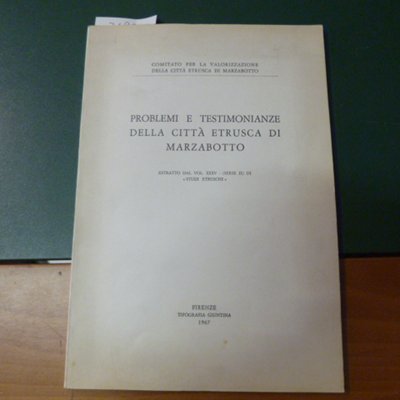 COMITATO PER LA VALORIZZAZIONE
DELLA CITTÀ ETRUSCA DI MARZABOTTO
PROBLEMI E TESTIMONIANZE
DELLA CITTÀ ETRUSCA DI
MARZABOTTO
ESTRATTO DAL VOL. XXXV - (SERIE II) DI
« STUDI ETRUSCHI »
FIRENZE
TIPOGRAFIA GIUNTINA
1967